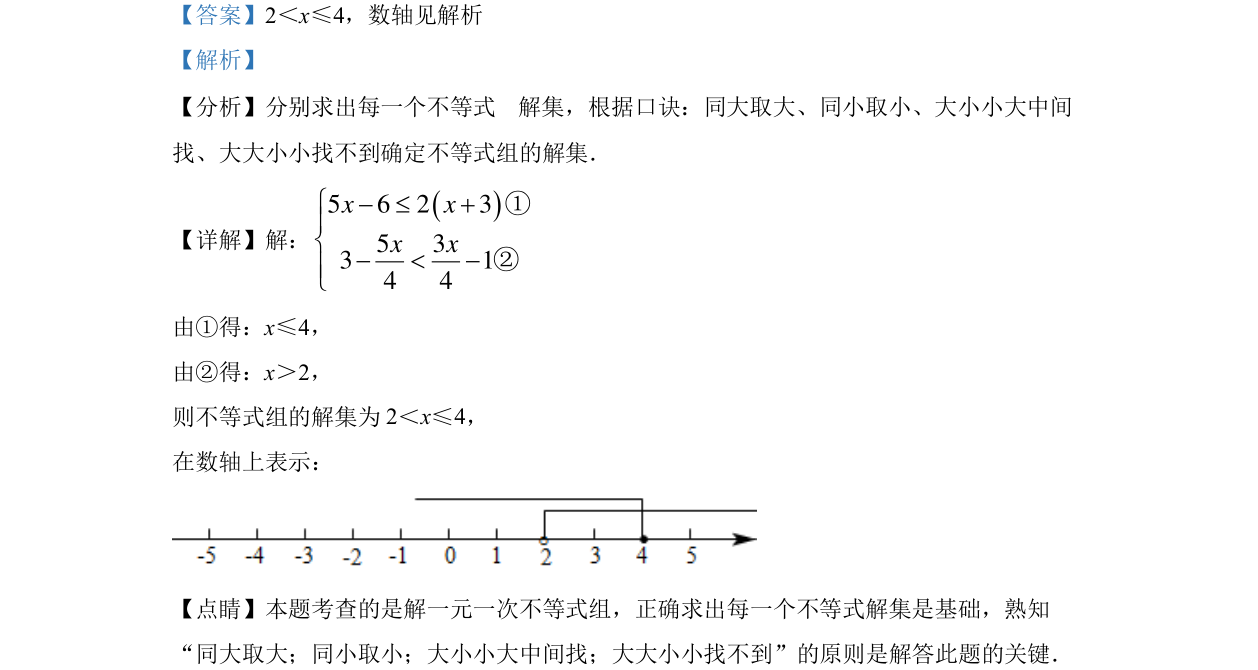 【答案】2＜x≤4，数轴见解析
【解析】
【分析】分别求出每一个不等式 解集，根据口诀：同大取大、同小取小、大小小大中间
找、大大小小找不到确定不等式组的解集．
【详解】解：
5x−6≤2(x+3)①
3−5x/4<3x/4−1②
由①得：x≤4，
由②得：x＞2，
则不等式组的解集为 2＜x≤4，
在数轴上表示：
-5 -4 -3 -2 -1 0 1 2 3 4 5
【点睛】本题考查的是解一元一次不等式组，正确求出每一个不等式解集是基础，熟知
“同大取大；同小取小；大小小大中间找；大大小小找不到”的原则是解答此题的关键．